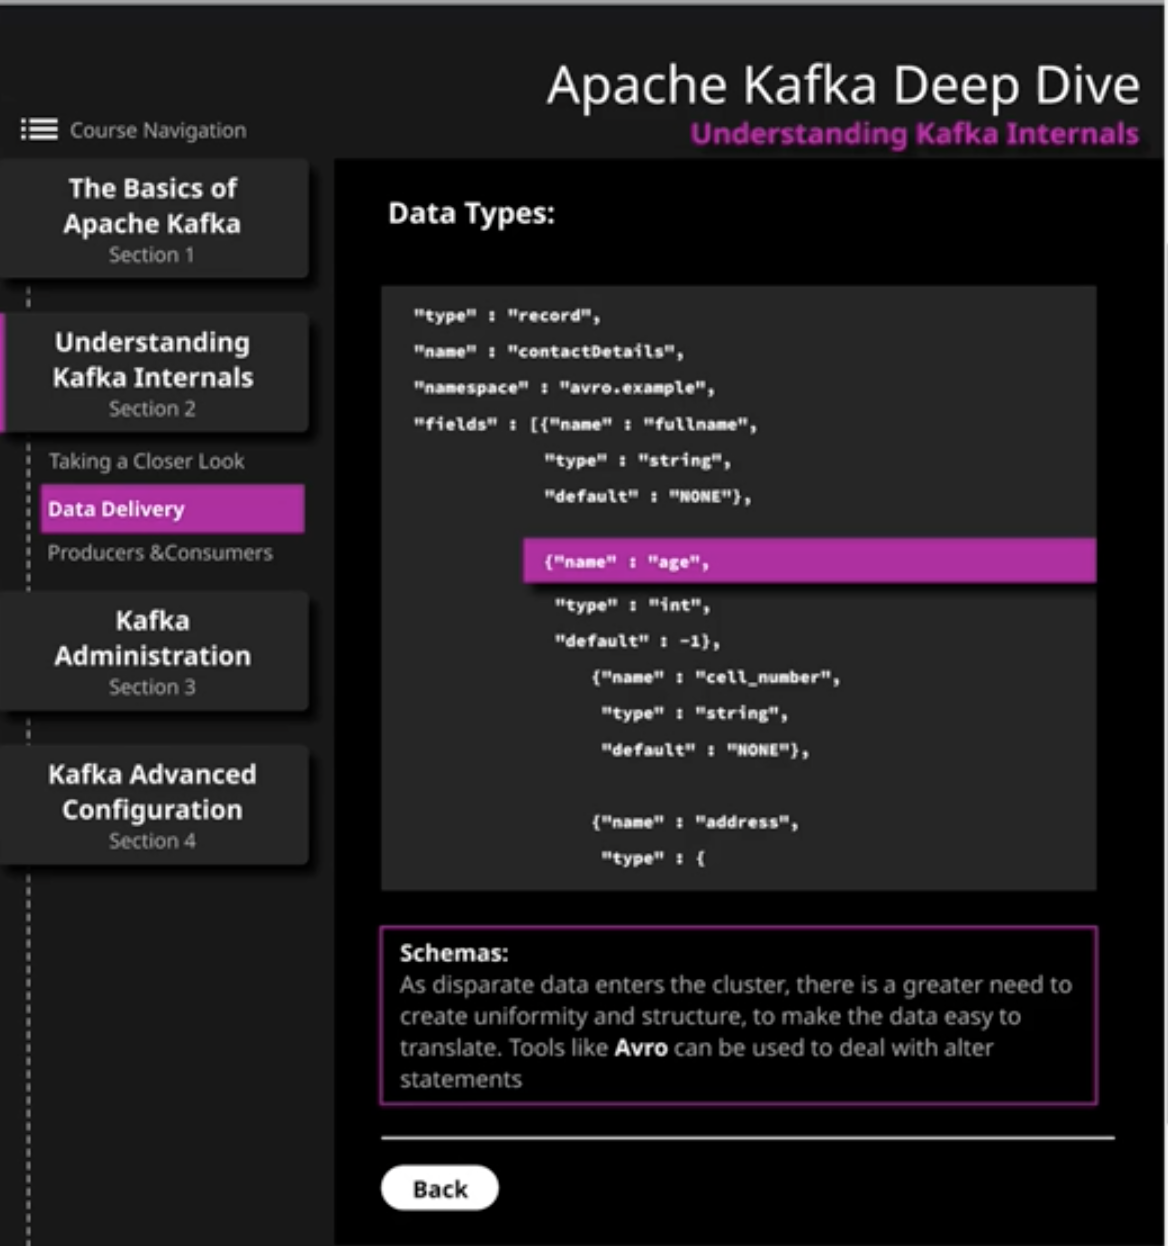 Apache Kafka Deep Dive
Understanding Kafka Internals
Course Navigation
The Basics of
Apache Kafka
Section 1
Understanding
Kafka Internals
Section 2
Taking a Closer Look
Data Delivery
Producers &Consumers
Kafka
Administration
Section 3
Kafka Advanced
Configuration
Section 4
Data Types:
"type" : "record",
"name" : "contactDetails",
"namespace" : "avro.example",
"fields" : [{"name" : "fullname",
"type" : "string",
"default" : "NONE"},
{"name" : "age",
"type" : "int",
"default" : -1},
{"name" : "cell_number",
"type" : "string",
"default" : "NONE"},
{"name" : "address",
"type" : {
Schemas:
As disparate data enters the cluster, there is a greater need to
create uniformity and structure, to make the data easy to
translate. Tools like Avro can be used to deal with alter
statements
Back